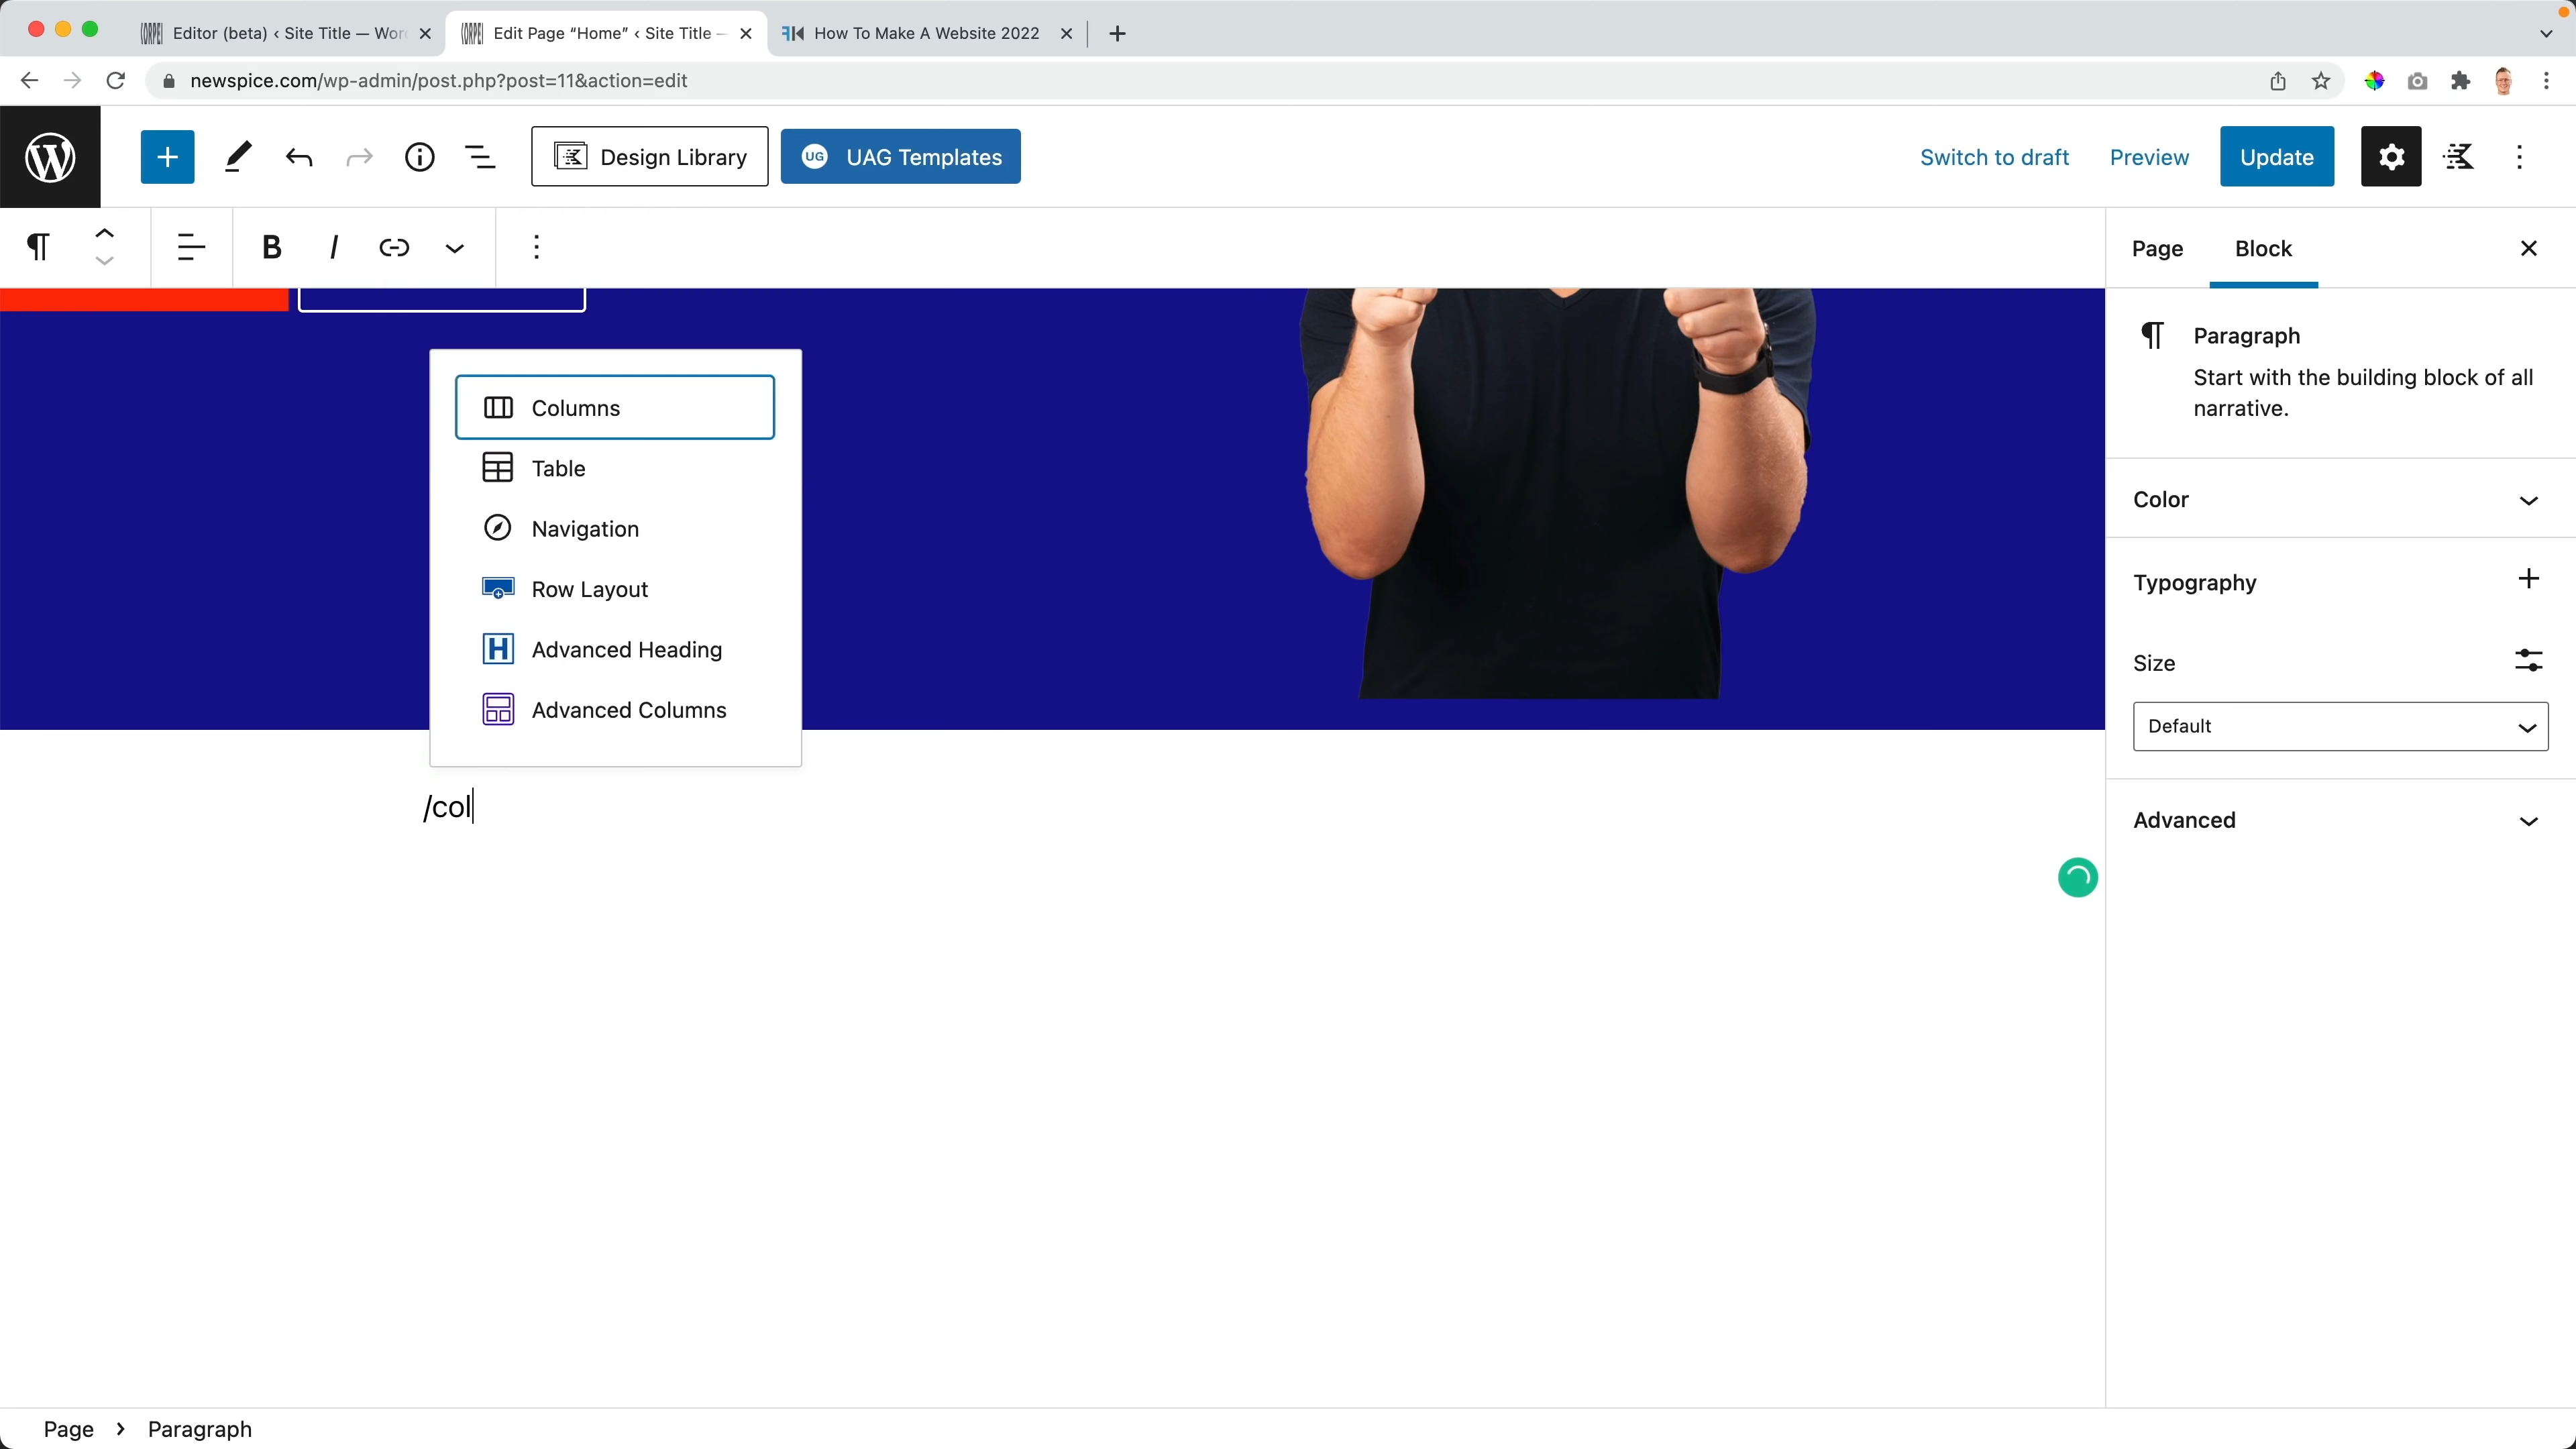 Editor (beta) ‹ Site Title — Wor
Edit Page “Home” ‹ Site Title —
How To Make A Website 2022
newspice.com/wp-admin/post.php?post=11&action=edit
Design Library
UG UAG Templates
Switch to draft
Preview
Update
B I
Page
Block
Paragraph
Start with the building block of all
narrative.
Columns
Table
Navigation
Row Layout
H Advanced Heading
Advanced Columns
/col
Color
Typography
Size
Default
Advanced
Page › Paragraph